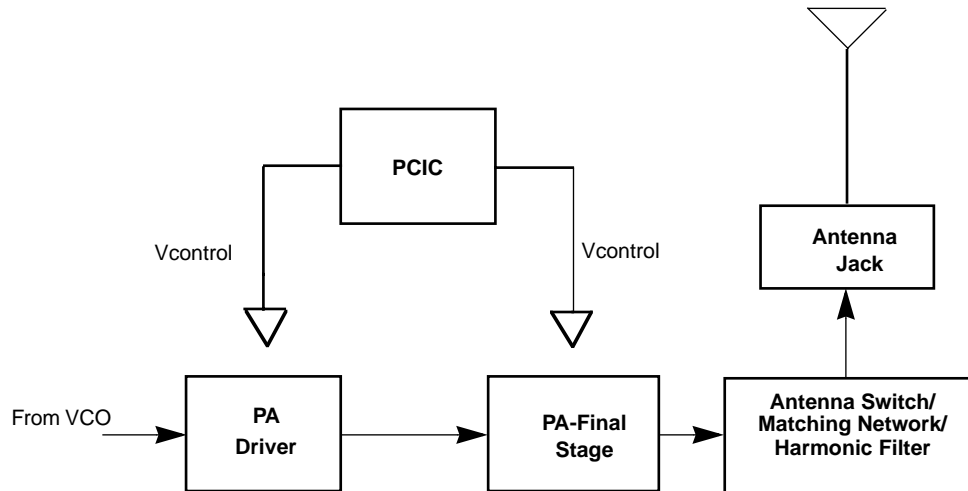 PCIC
Vcontrol
Vcontrol
Antenna
Jack
From VCO
PA
Driver
PA-Final
Stage
Antenna Switch/
Matching Network/
Harmonic Filter